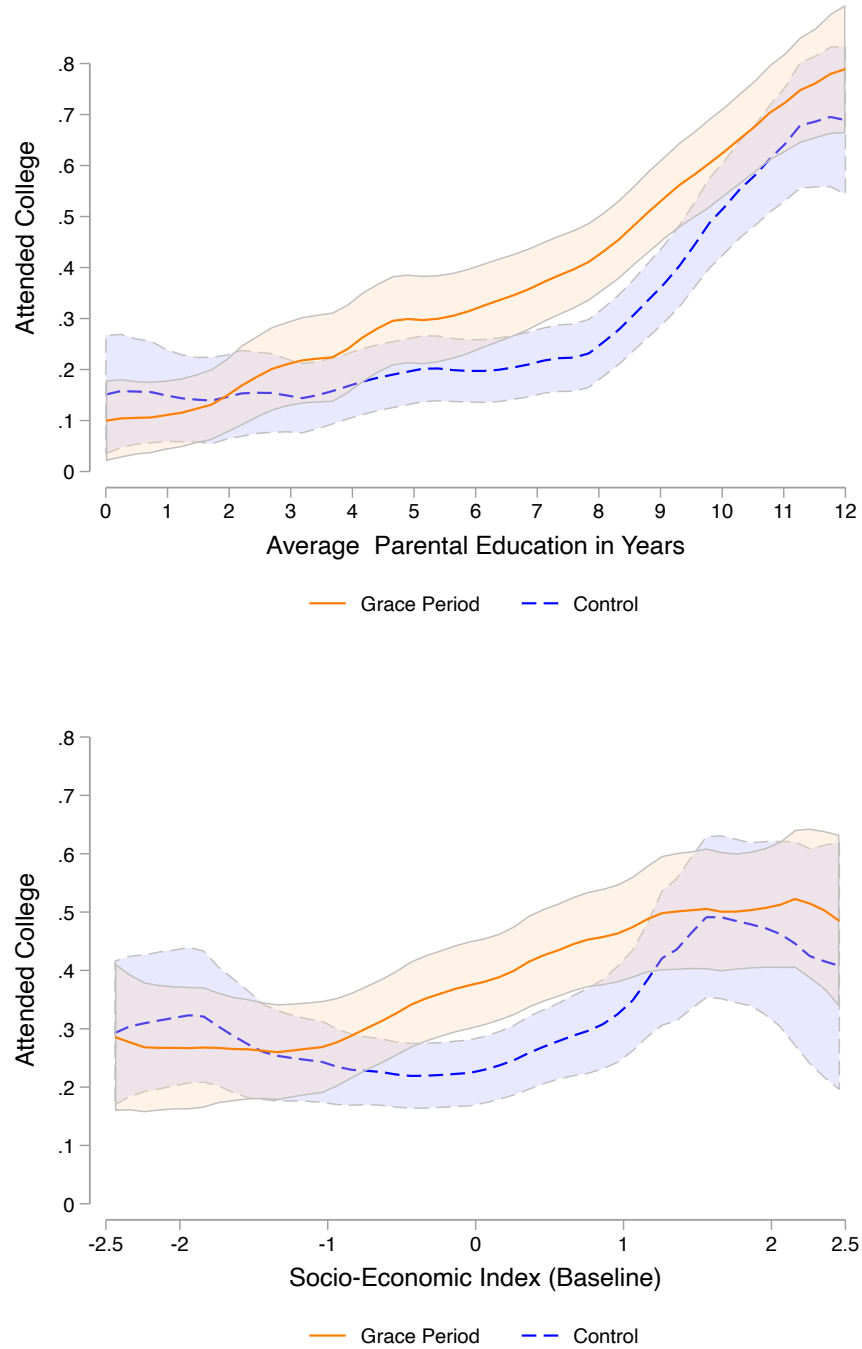 Attended College
.8
.7
.6
.5
.4
.3
.2
.1
0
0 1 2 3 4 5 6 7 8 9 10 11 12
Average  Parental Education in Years
Grace Period Control
Attended College
.8
.7
.6
.5
.4
.3
.2
.1
0
-2.5 -2 -1 0 1 2 2.5
Socio-Economic Index (Baseline)
Grace Period Control